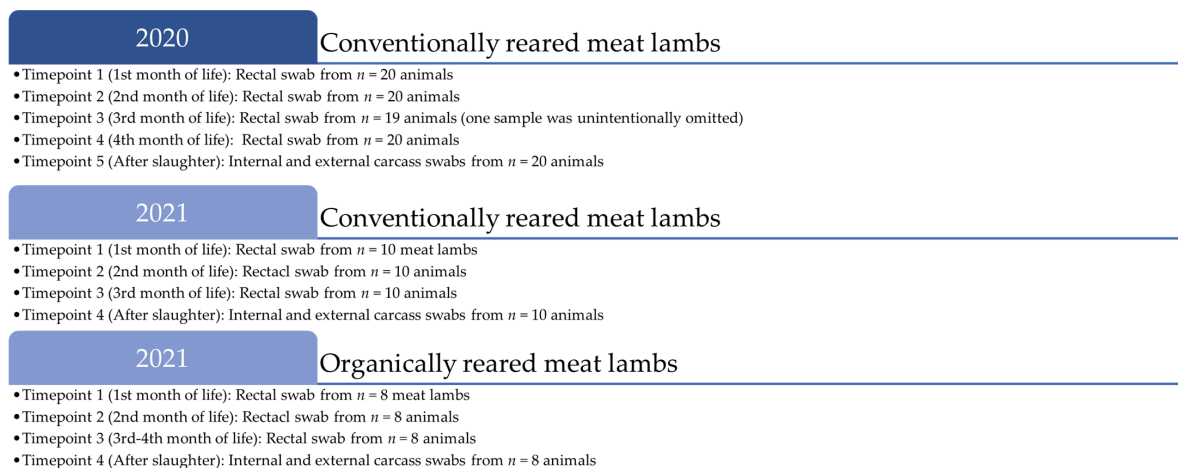 2020
Conventionally reared meat lambs
•Timepoint 1 (1st month of life): Rectal swab from n = 20 animals
•Timepoint 2 (2nd month of life): Rectal swab from n = 20 animals
•Timepoint 3 (3rd month of life): Rectal swab from n = 19 animals (one sample was unintentionally omitted)
•Timepoint 4 (4th month of life):  Rectal swab from n = 20 animals
•Timepoint 5 (After slaughter): Internal and external carcass swabs from n = 20 animals
2021
Conventionally reared meat lambs
•Timepoint 1 (1st month of life): Rectal swab from n = 10 meat lambs
•Timepoint 2 (2nd month of life): Rectacl swab from n = 10 animals
•Timepoint 3 (3rd month of life): Rectal swab from n = 10 animals
•Timepoint 4 (After slaughter): Internal and external carcass swabs from n = 10 animals
2021
Organically reared meat lambs
•Timepoint 1 (1st month of life): Rectal swab from n = 8 meat lambs
•Timepoint 2 (2nd month of life): Rectacl swab from n = 8 animals
•Timepoint 3 (3rd-4th month of life): Rectal swab from n = 8 animals
•Timepoint 4 (After slaughter): Internal and external carcass swabs from n = 8 animals